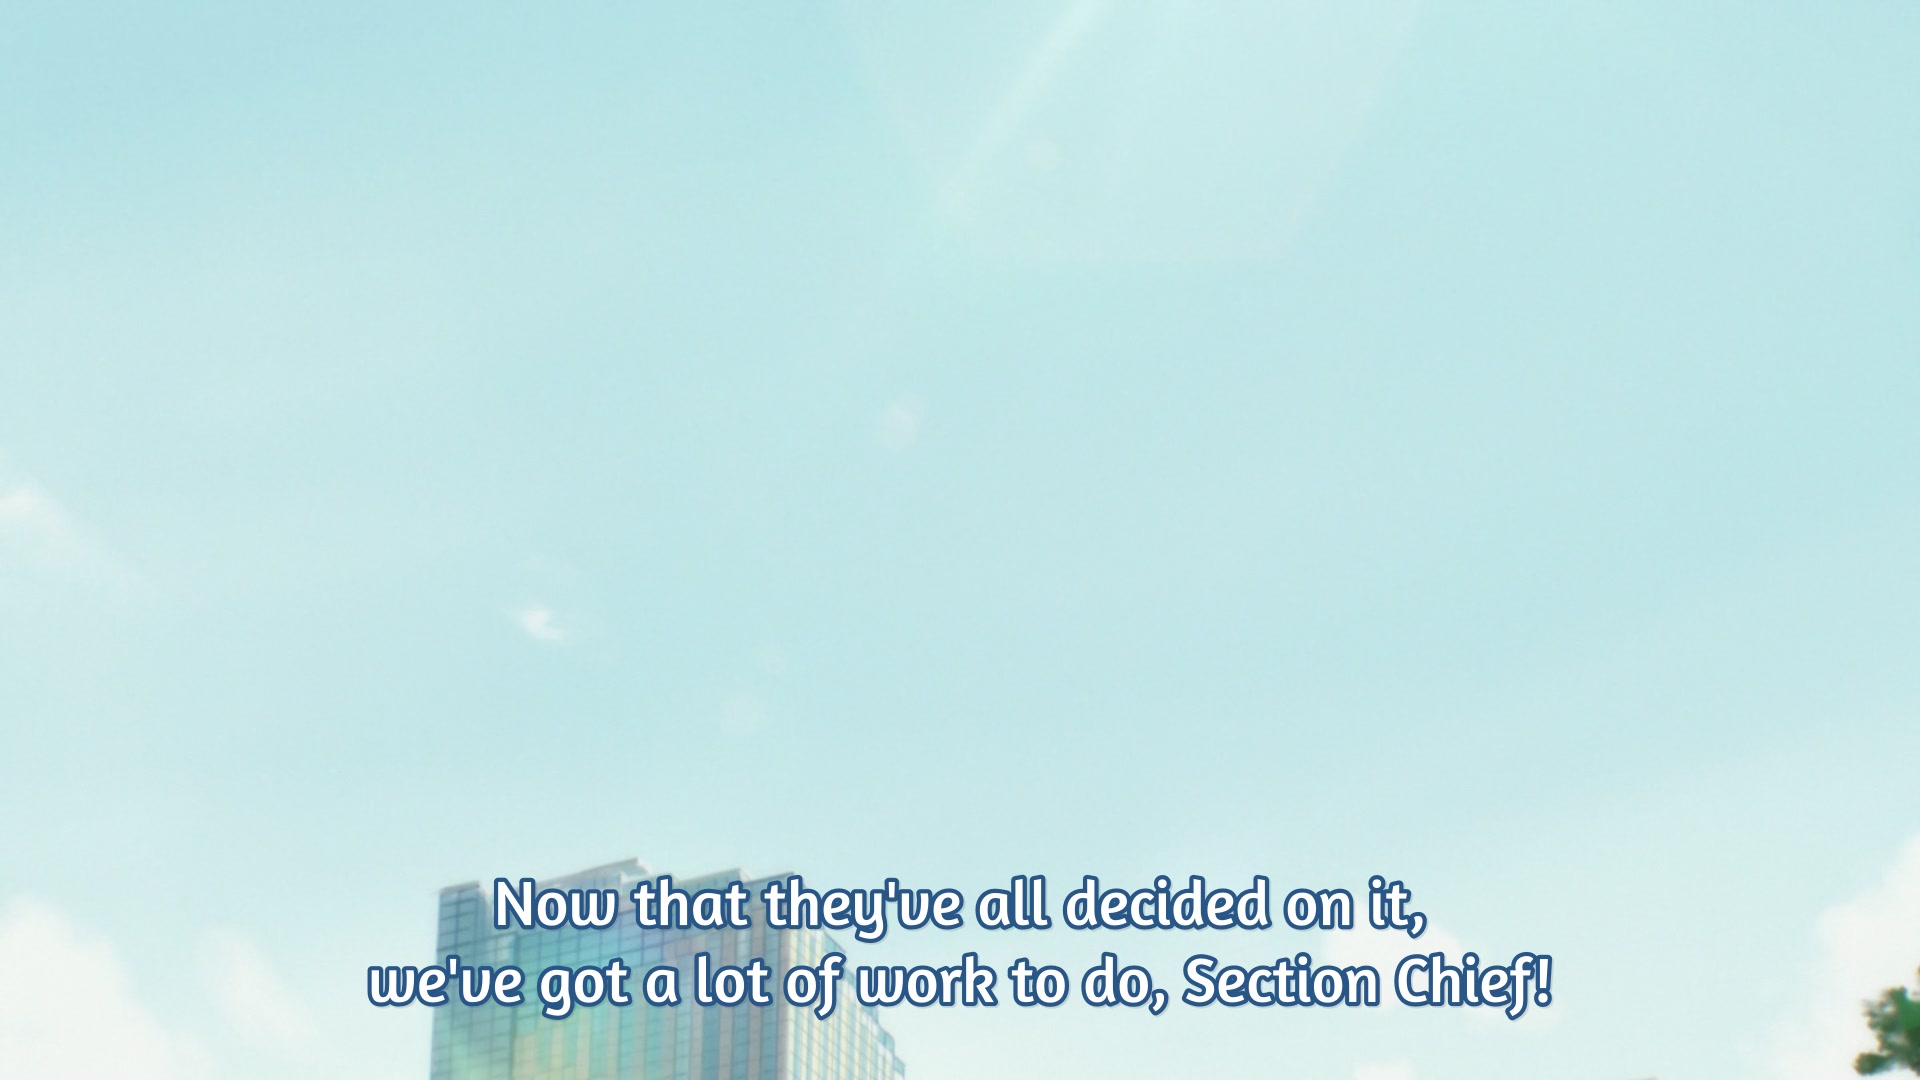 Now that they've all decided on it,
we've got a lot of work to do, Section Chief!